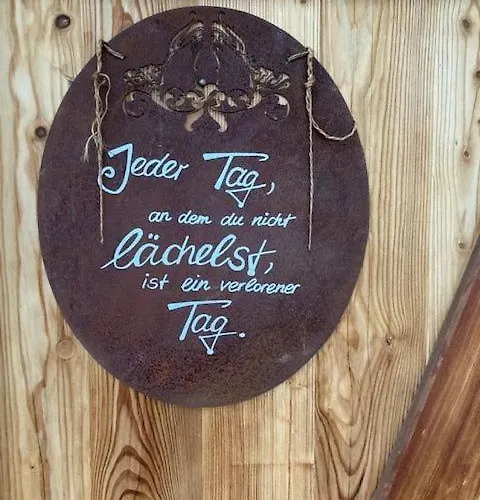 Jeder Tag,
an dem du nicht
lächelst,
ist ein verlorener
Tag.